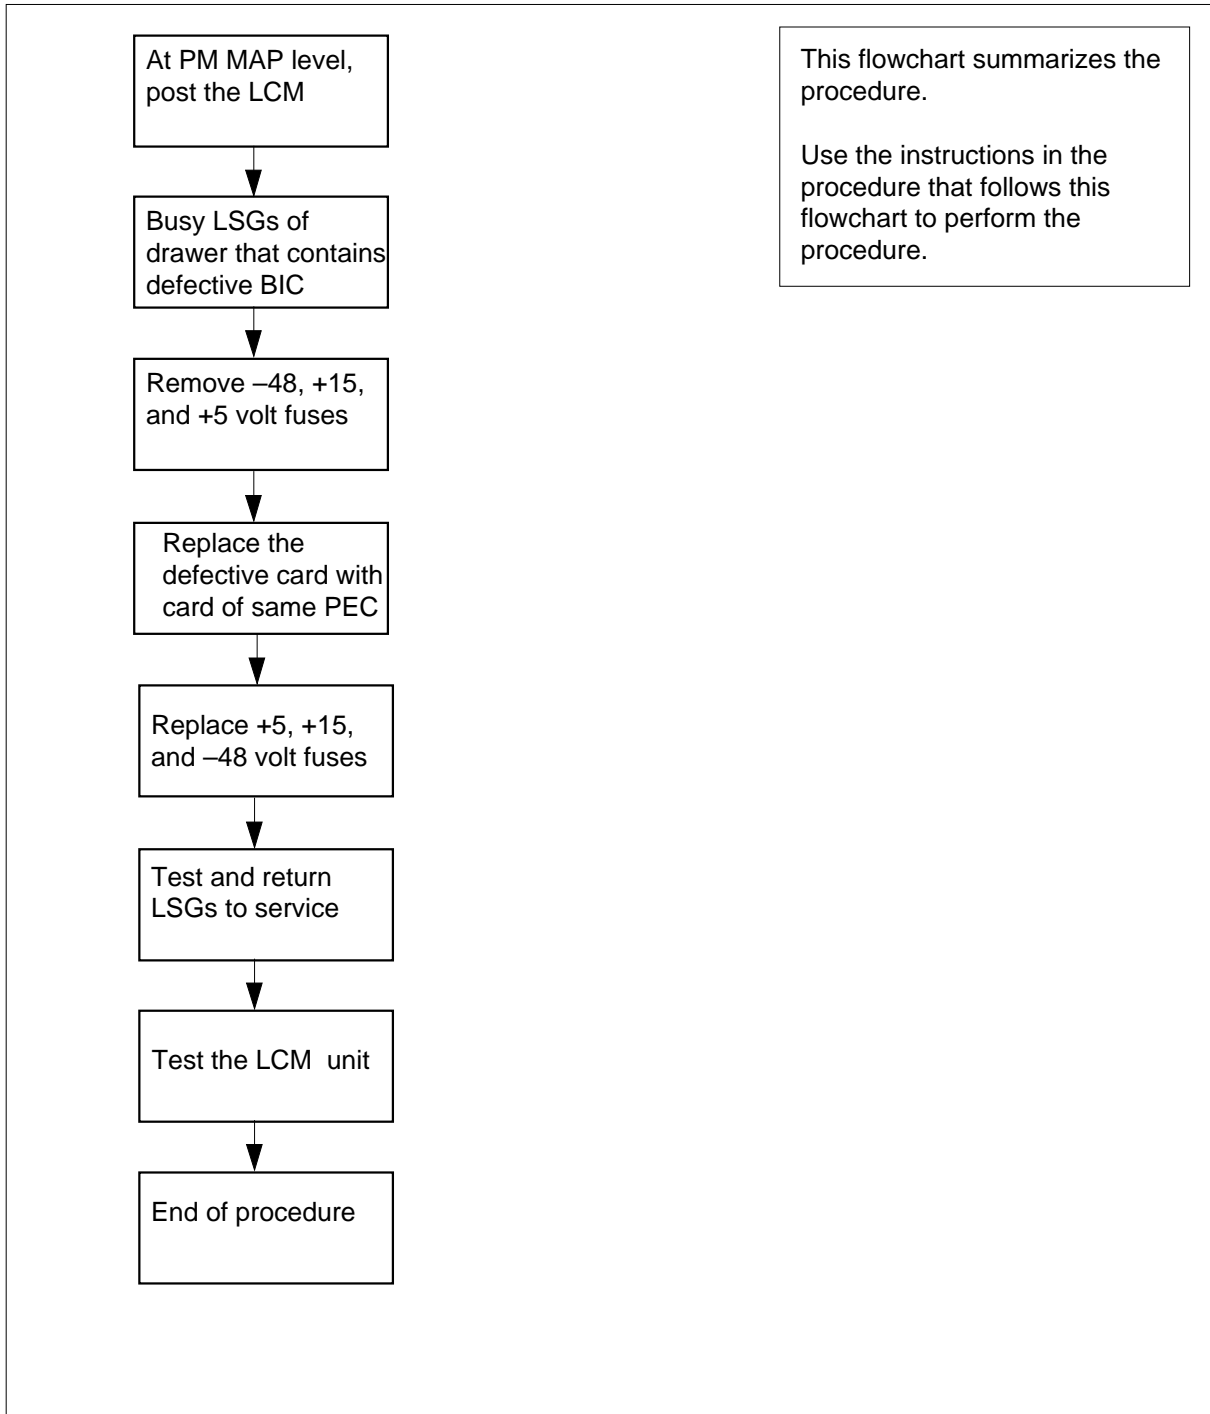 At PM MAP level,
post the LCM
Busy LSGs of
drawer that contains
defective BIC
Remove –48, +15,
and +5 volt fuses
Replace the
defective card with
card of same PEC
Replace +5, +15,
and –48 volt fuses
Test and return
LSGs to service
Test the LCM  unit
End of procedure
This flowchart summarizes the
procedure.
Use the instructions in the
procedure that follows this
flowchart to perform the
procedure.